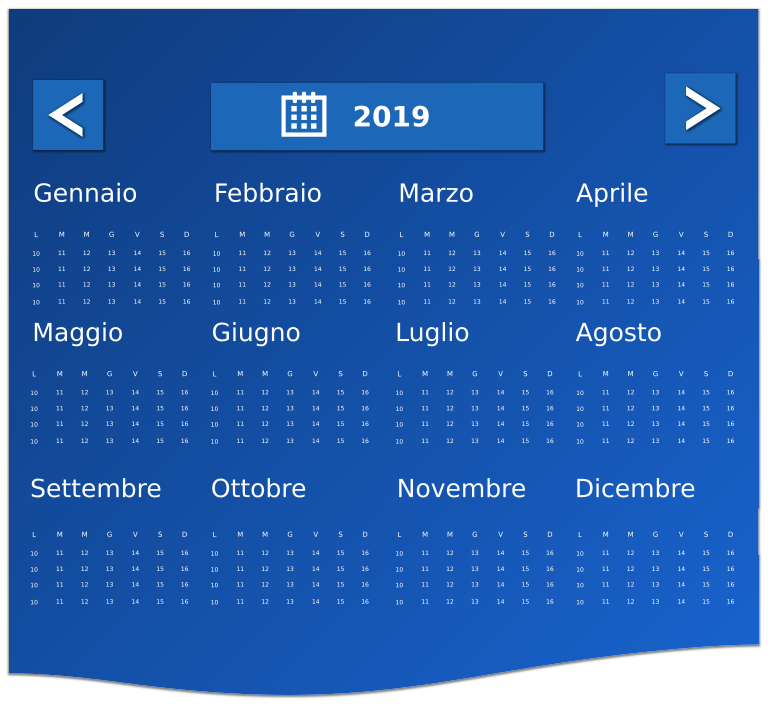 2019
Gennaio Febbraio Marzo Aprile
L M M G V S D L M M G V S D L M M G V S D L M M G V S D
10 11 12 13 14 15 16 10 11 12 13 14 15 16 10 11 12 13 14 15 16 10 11 12 13 14 15 16
10 11 12 13 14 15 16 10 11 12 13 14 15 16 10 11 12 13 14 15 16 10 11 12 13 14 15 16
10 11 12 13 14 15 16 10 11 12 13 14 15 16 10 11 12 13 14 15 16 10 11 12 13 14 15 16
10 11 12 13 14 15 16 10 11 12 13 14 15 16 10 11 12 13 14 15 16 10 11 12 13 14 15 16
Maggio Giugno Luglio Agosto
L M M G V S D L M M G V S D L M M G V S D L M M G V S D
10 11 12 13 14 15 16 10 11 12 13 14 15 16 10 11 12 13 14 15 16 10 11 12 13 14 15 16
10 11 12 13 14 15 16 10 11 12 13 14 15 16 10 11 12 13 14 15 16 10 11 12 13 14 15 16
10 11 12 13 14 15 16 10 11 12 13 14 15 16 10 11 12 13 14 15 16 10 11 12 13 14 15 16
10 11 12 13 14 15 16 10 11 12 13 14 15 16 10 11 12 13 14 15 16 10 11 12 13 14 15 16
Settembre Ottobre Novembre Dicembre
L M M G V S D L M M G V S D L M M G V S D L M M G V S D
10 11 12 13 14 15 16 10 11 12 13 14 15 16 10 11 12 13 14 15 16 10 11 12 13 14 15 16
10 11 12 13 14 15 16 10 11 12 13 14 15 16 10 11 12 13 14 15 16 10 11 12 13 14 15 16
10 11 12 13 14 15 16 10 11 12 13 14 15 16 10 11 12 13 14 15 16 10 11 12 13 14 15 16
10 11 12 13 14 15 16 10 11 12 13 14 15 16 10 11 12 13 14 15 16 10 11 12 13 14 15 16